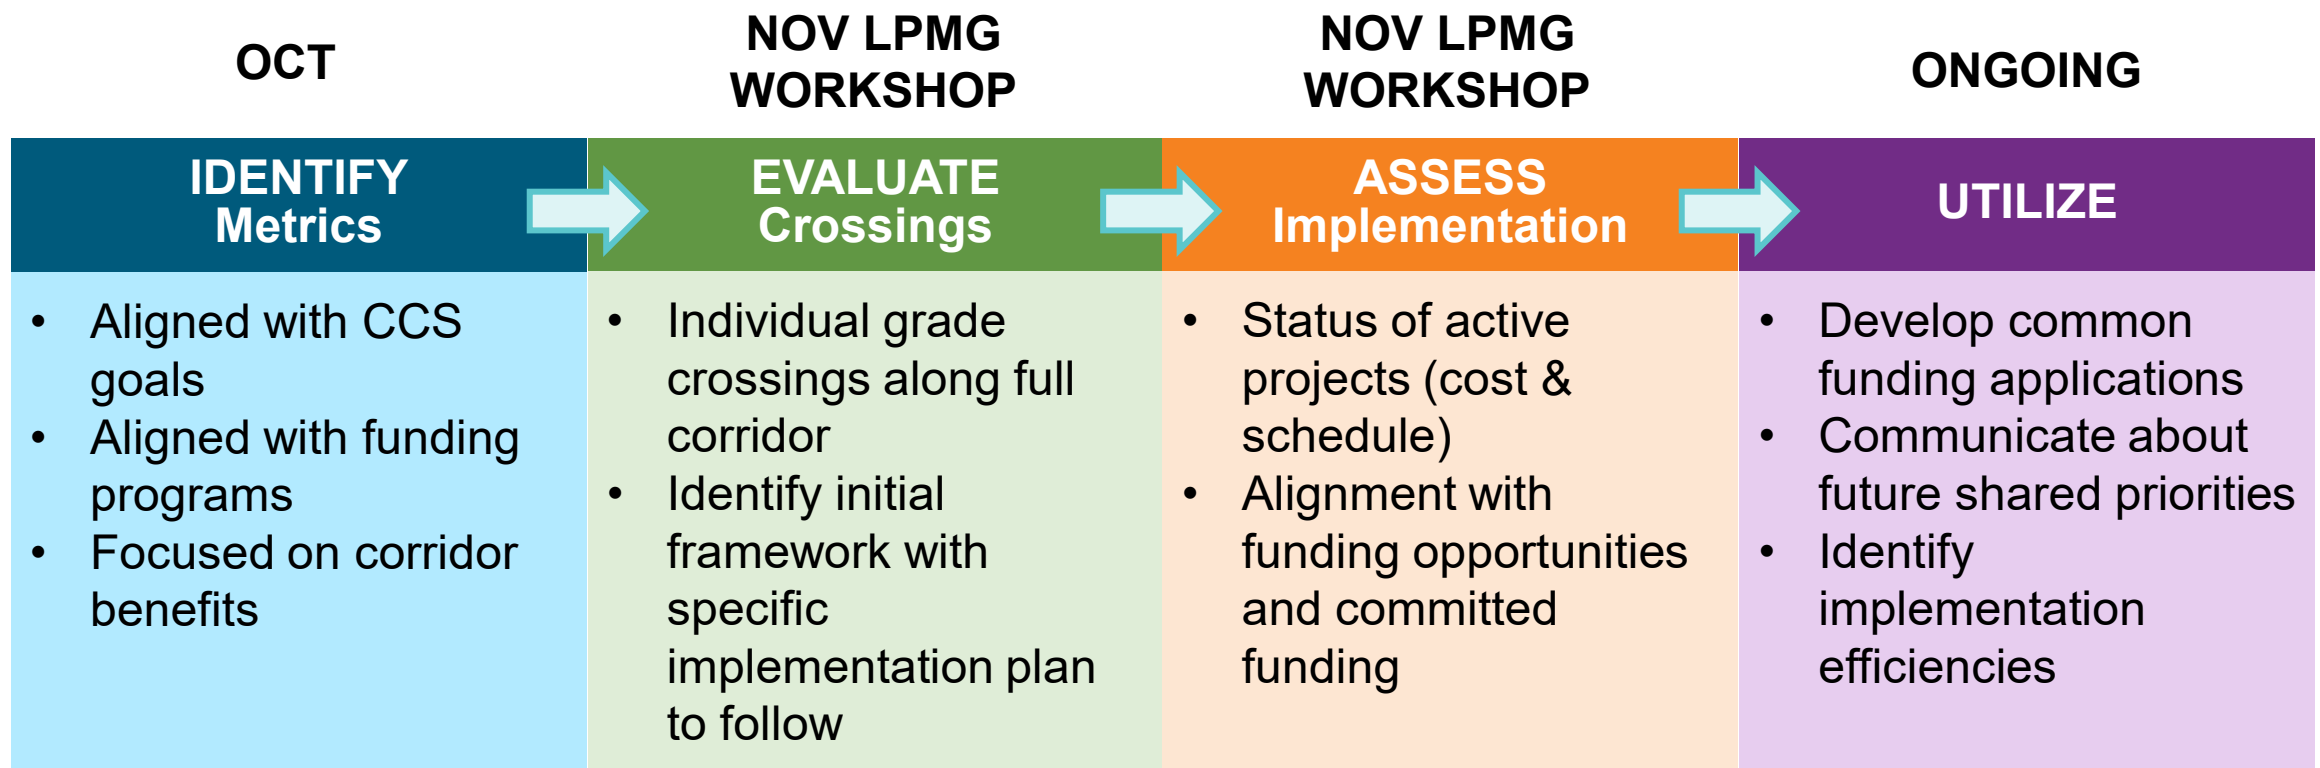 OCT
NOV LPMG
WORKSHOP
NOV LPMG
WORKSHOP
ONGOING
IDENTIFY
Metrics
EVALUATE
Crossings
ASSESS
Implementation
UTILIZE
• Aligned with CCS
goals
• Aligned with funding
programs
• Focused on corridor
benefits
• Individual grade
crossings along full
corridor
• Identify initial
framework with
specific
implementation plan
to follow
• Status of active
projects (cost &
schedule)
• Alignment with
funding opportunities
and committed
funding
• Develop common
funding applications
• Communicate about
future shared priorities
• Identify
implementation
efficiencies